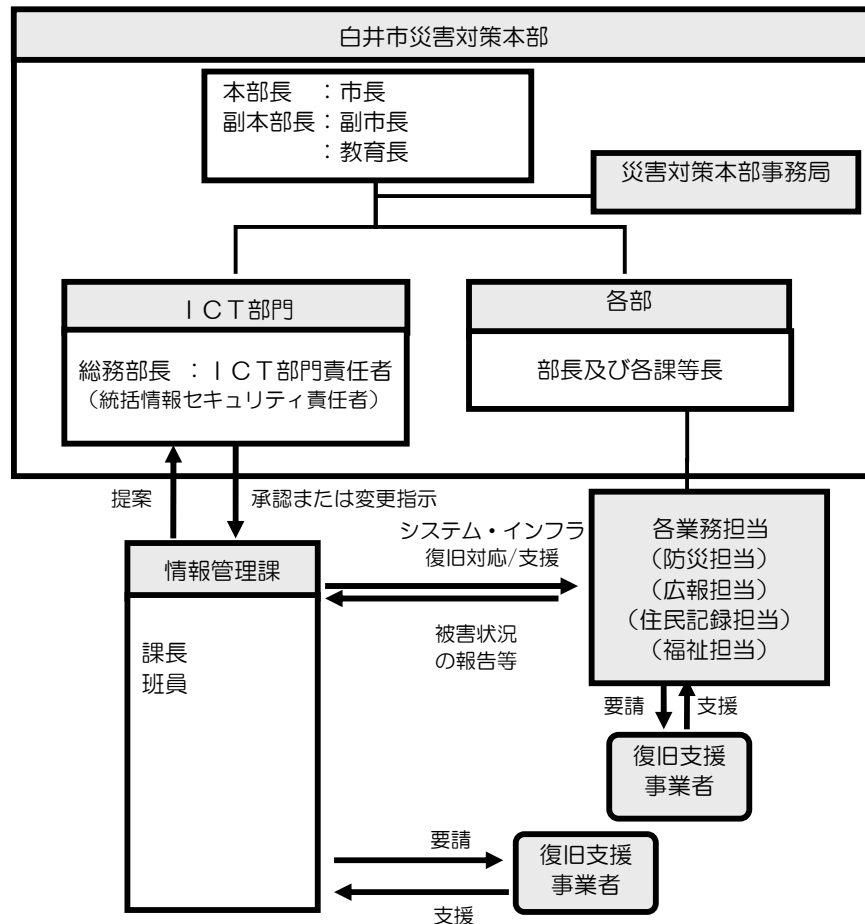 白井市災害対策本部
本部長　：市長
副本部長：副市長
：教育長
災害対策本部事務局
ＩＣＴ部門
総務部長　：ＩＣＴ部門責任者
（統括情報セキュリティ責任者）
各部
部長及び各課等長
提案
承認または変更指示
情報管理課
課長
班員
システム・インフラ
復旧対応/支援
被害状況
の報告等
各業務担当
（防災担当）
（広報担当）
（住民記録担当）
（福祉担当）
要請
支援
復旧支援
事業者
要請
支援
復旧支援
事業者